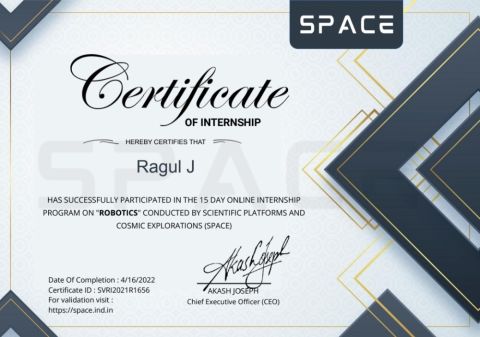 SPACE
Certificate
OF INTERNSHIP
HEREBY CERTIFIES THAT
SPACE
Ragul J
HAS SUCCESSFULLY PARTICIPATED IN THE 15 DAY ONLINE INTERNSHIP
PROGRAM ON "ROBOTICS" CONDUCTED BY SCIENTIFIC PLATFORMS AND
COSMIC EXPLORATIONS (SPACE)
Akash Joseph
Date Of Completion : 4/16/2022
Certificate ID : SVRI2021R1656
For validation visit :
https://space.ind.in
AKASH JOSEPH
Chief Executive Officer (CEO)